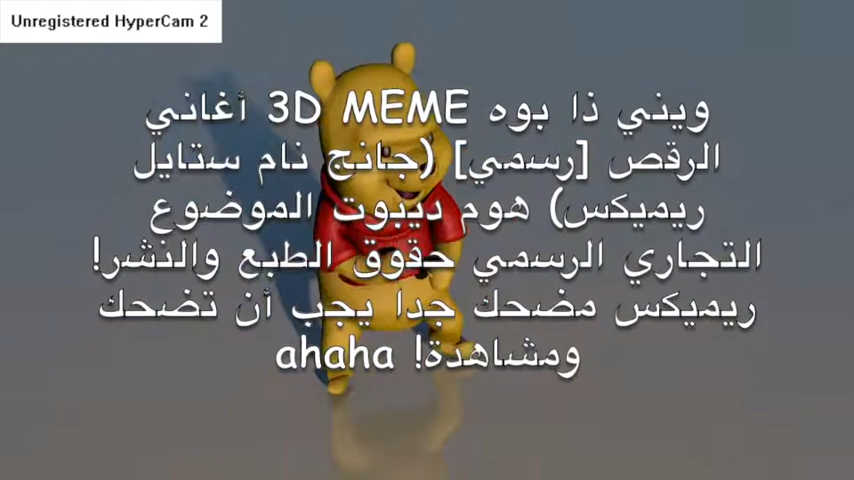 Unregistered HyperCam 2
ويني ذا بوه 3D MEME أغاني
الرقص [رسمي] (جانج نام ستايل
ريميكس) هوم ديبوت الموضوع
التجاري الرسمي حقوق الطبع والنشر!
ريميكس مضحك جدا يجب أن تضحك
ومشاهدة! ahaha